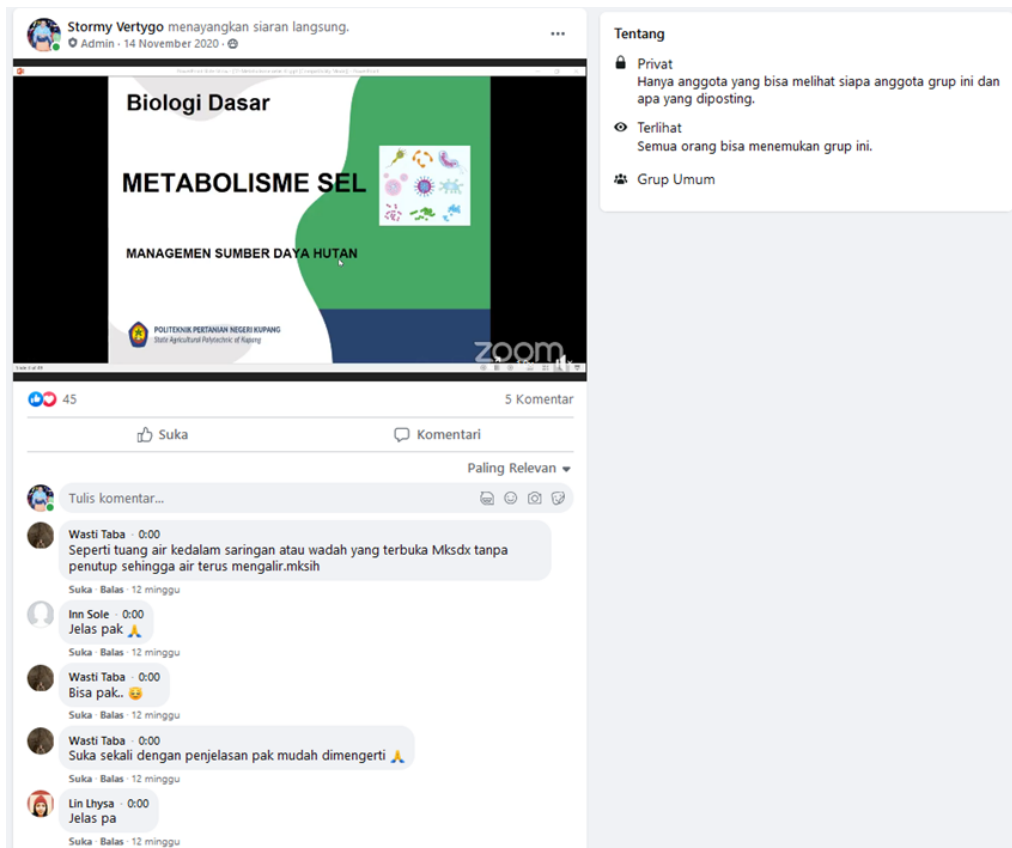 Stormy Vertygo menayangkan siaran langsung.
Admin · 14 November 2020 ·
Biologi Dasar
METABOLISME SEL
MANAGEMEN SUMBER DAYA HUTAN
POLITEKNIK PERTANIAN NEGERI KUPANG
State Agricultural Polytechnic of Kupang
zoom
45
5 Komentar
Suka
Komentari
Paling Relevan
Tulis komentar...
GIF
Wasti Taba · 0:00
Seperti tuang air kedalam saringan atau wadah yang terbuka Mksdx tanpa
penutup sehingga air terus mengalir.mksih
Suka · Balas · 12 minggu
Inn Sole · 0:00
Jelas pak 🙏
Suka · Balas · 12 minggu
Wasti Taba · 0:00
Bisa pak.. 😅
Suka · Balas · 12 minggu
Wasti Taba · 0:00
Suka sekali dengan penjelasan pak mudah dimengerti 🙏
Suka · Balas · 12 minggu
Lin Lhysa · 0:00
Jelas pa
Suka · Balas · 12 minggu
Tentang
Privat
Hanya anggota yang bisa melihat siapa anggota grup ini dan
apa yang diposting.
Terlihat
Semua orang bisa menemukan grup ini.
Grup Umum